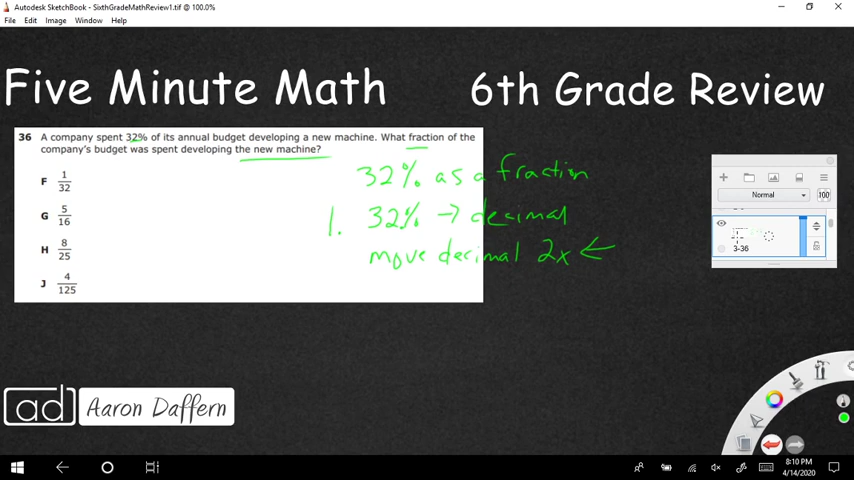 Autodesk SketchBook - SixthGradeMathReview1.tif @ 100.0%
File Edit Image Window Help
Five Minute Math 6th Grade Review
36 A company spent 32% of its annual budget developing a new machine. What fraction of the
company's budget was spent developing the new machine?
F 1/32
G 5/16
H 8/25
J 4/125
32% as a fraction
1. 32% → decimal
move decimal 2x ←
Normal 100
3-36
ad Aaron Daffern
8:10 PM
4/14/2020